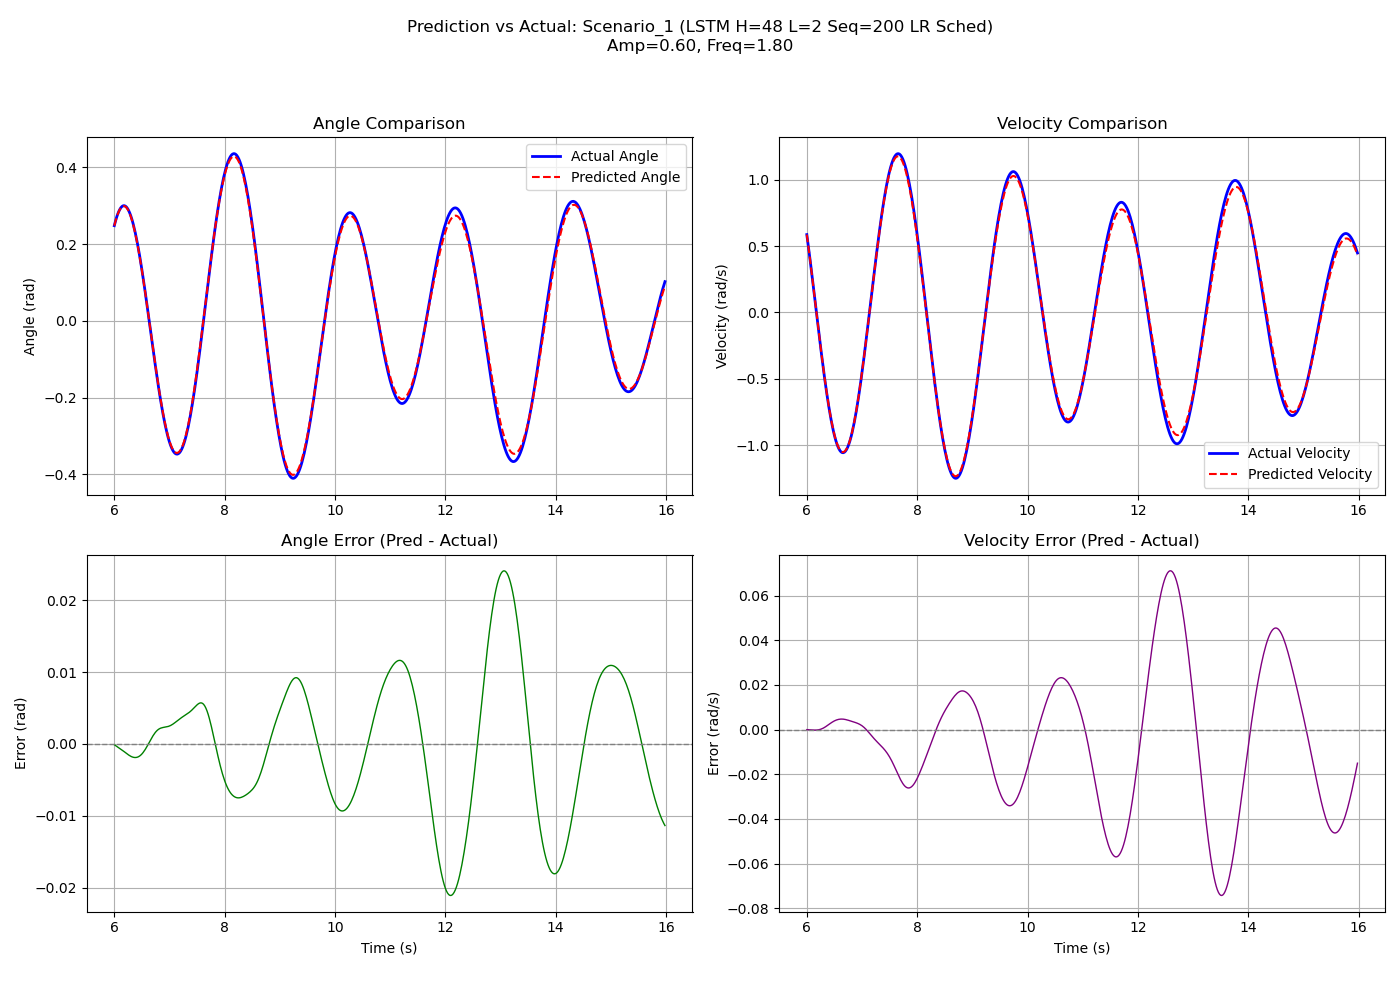 Prediction vs Actual: Scenario_1 (LSTM H=48 L=2 Seq=200 LR Sched)
Amp=0.60, Freq=1.80
Angle Comparison
Angle (rad)
0.4
0.2
0.0
−0.2
−0.4
Actual Angle
Predicted Angle
6 8 10 12 14 16
Velocity Comparison
Velocity (rad/s)
1.0
0.5
0.0
−0.5
−1.0
Actual Velocity
Predicted Velocity
6 8 10 12 14 16
Angle Error (Pred - Actual)
Error (rad)
0.02
0.01
0.00
−0.01
−0.02
6 8 10 12 14 16
Time (s)
Velocity Error (Pred - Actual)
Error (rad/s)
0.06
0.04
0.02
0.00
−0.02
−0.04
−0.06
−0.08
6 8 10 12 14 16
Time (s)